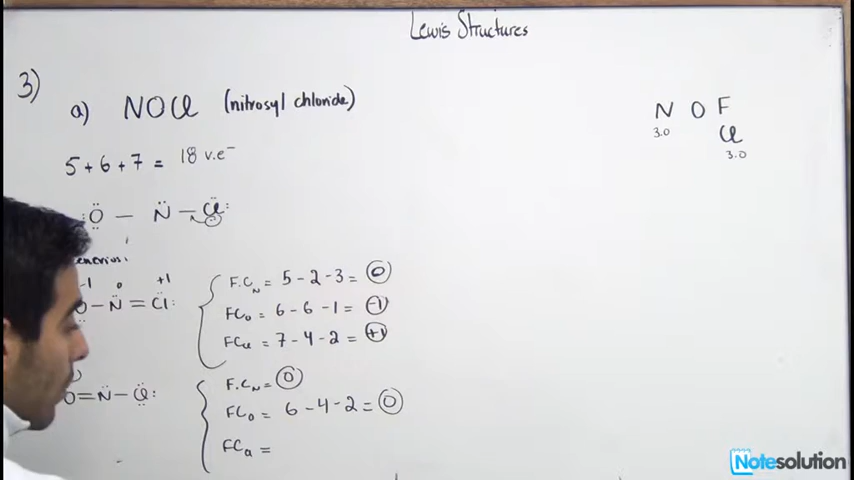 Lewis Structures
3)
a) NOCl (nitrosyl chloride)
N O F
3.0 Cl
3.0
5 + 6 + 7 = 18 v.e⁻
:O — N — Cl:
-1 0 +1
O – N = Cl:
F.C_N = 5 - 2 - 3 = 0
FC_O = 6 - 6 - 1 = -1
FC_Cl = 7 - 4 - 2 = +1
O = N – Cl:
F.C_N = 0
FC_O = 6 - 4 - 2 = 0
FC_Cl =
Notesolution